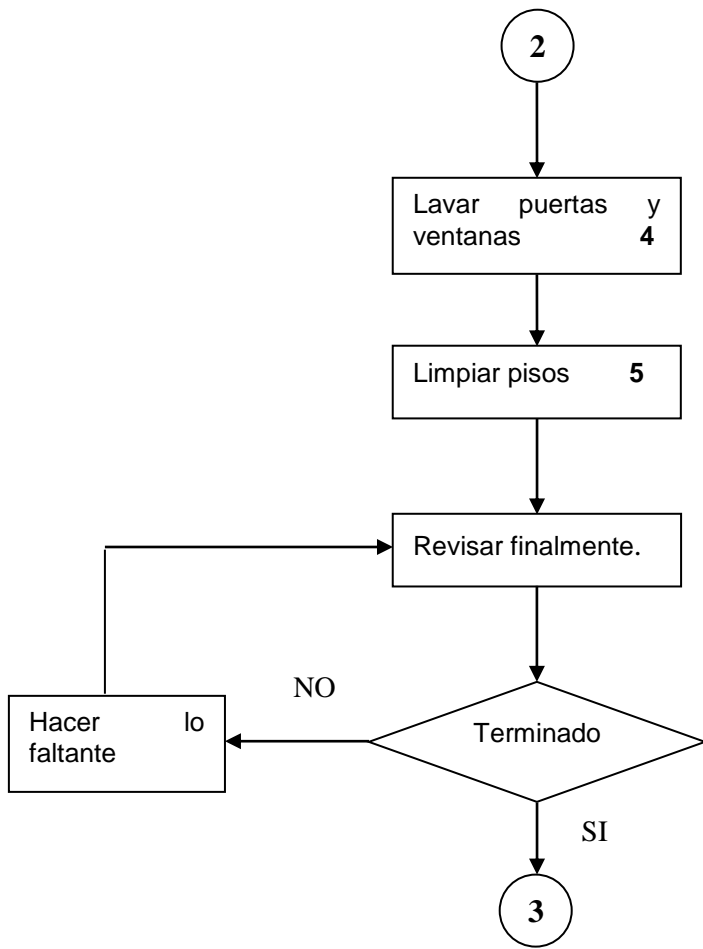 2
Lavar puertas y
ventanas 4
Limpiar pisos 5
Revisar finalmente.
NO
Hacer lo
faltante
Terminado
SI
3